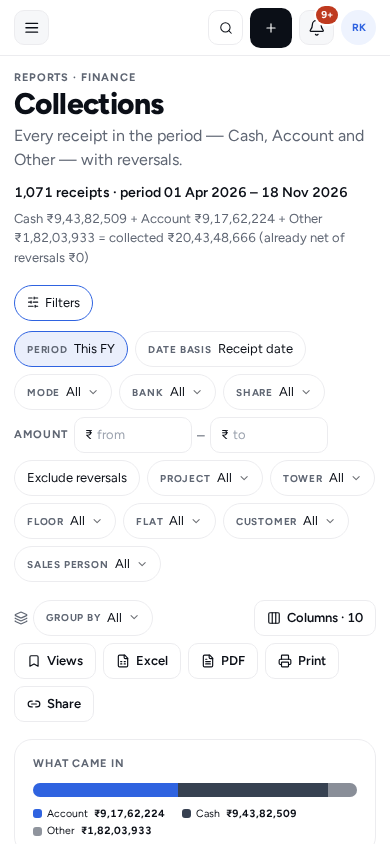 9+
RK
REPORTS · FINANCE
Collections
Every receipt in the period — Cash, Account and
Other — with reversals.
1,071 receipts · period 01 Apr 2026 – 18 Nov 2026
Cash ₹9,43,82,509 + Account ₹9,17,62,224 + Other
₹1,82,03,933 = collected ₹20,43,48,666 (already net of
reversals ₹0)
Filters
PERIOD This FY DATE BASIS Receipt date
MODE All BANK All SHARE All
AMOUNT ₹ from – ₹ to
Exclude reversals PROJECT All TOWER All
FLOOR All FLAT All CUSTOMER All
SALES PERSON All
GROUP BY All Columns · 10
Views Excel PDF Print
Share
WHAT CAME IN
Account ₹9,17,62,224 Cash ₹9,43,82,509
Other ₹1,82,03,933